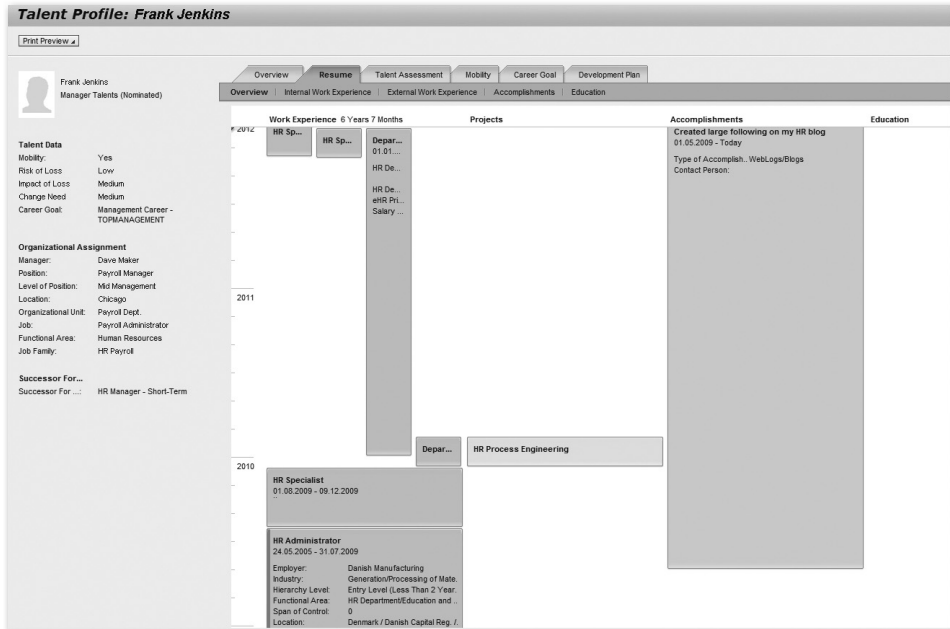 Talent Profile: Frank Jenkins
Print Preview
Frank Jenkins
Manager Talents (Nominated)
Talent Data
Mobility: Yes
Risk of Loss Low
Impact of Loss Medium
Change Need Medium
Career Goal: Management Career -
TOPMANAGEMENT
Organizational Assignment
Manager: Dave Maker
Position: Payroll Manager
Level of Position: Mid Management
Location: Chicago
Organizational Unit: Payroll Dept.
Job: Payroll Administrator
Functional Area: Human Resources
Job Family: HR Payroll
Successor For...
Successor For ...: HR Manager - Short-Term
Overview Resume Talent Assessment Mobility Career Goal Development Plan
Overview Internal Work Experience External Work Experience Accomplishments Education
Work Experience 6 Years 7 Months Projects Accomplishments Education
2012
HR Sp...
HR Sp...
Depar...
01.01....
HR De...
HR De...
eHR Pri...
Salary ...
Created large following on my HR blog
01.05.2009 - Today
Type of Accomplish.. WebLogs/Blogs
Contact Person:
2011
Depar...
HR Process Engineering
2010
HR Specialist
01.08.2009 - 09.12.2009
..
HR Administrator
24.05.2005 - 31.07.2009
Employer: Danish Manufacturing
Industry: Generation/Processing of Mate.
Hierarchy Level: Entry Level (Less Than 2 Year.
Functional Area: HR Department/Education and ..
Span of Control: 0
Location: Denmark / Danish Capital Reg. /.